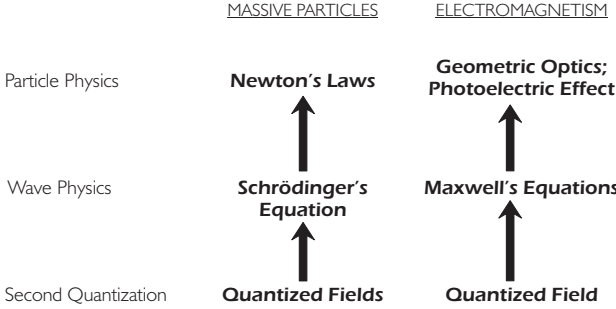 MASSIVE PARTICLES ELECTROMAGNETISM
Particle Physics Newton's Laws Geometric Optics;
Photoelectric Effect
Wave Physics Schrödinger's Maxwell's Equations
Equation
Second Quantization Quantized Fields Quantized Field